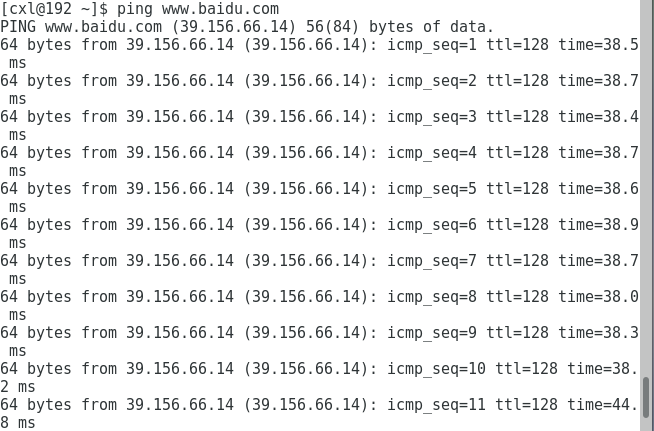 [cxl@192 ~]$ ping www.baidu.com
PING www.baidu.com (39.156.66.14) 56(84) bytes of data.
64 bytes from 39.156.66.14 (39.156.66.14): icmp_seq=1 ttl=128 time=38.5
 ms
64 bytes from 39.156.66.14 (39.156.66.14): icmp_seq=2 ttl=128 time=38.7
 ms
64 bytes from 39.156.66.14 (39.156.66.14): icmp_seq=3 ttl=128 time=38.4
 ms
64 bytes from 39.156.66.14 (39.156.66.14): icmp_seq=4 ttl=128 time=38.7
 ms
64 bytes from 39.156.66.14 (39.156.66.14): icmp_seq=5 ttl=128 time=38.6
 ms
64 bytes from 39.156.66.14 (39.156.66.14): icmp_seq=6 ttl=128 time=38.9
 ms
64 bytes from 39.156.66.14 (39.156.66.14): icmp_seq=7 ttl=128 time=38.7
 ms
64 bytes from 39.156.66.14 (39.156.66.14): icmp_seq=8 ttl=128 time=38.0
 ms
64 bytes from 39.156.66.14 (39.156.66.14): icmp_seq=9 ttl=128 time=38.3
 ms
64 bytes from 39.156.66.14 (39.156.66.14): icmp_seq=10 ttl=128 time=38.
2 ms
64 bytes from 39.156.66.14 (39.156.66.14): icmp_seq=11 ttl=128 time=44.
8 ms